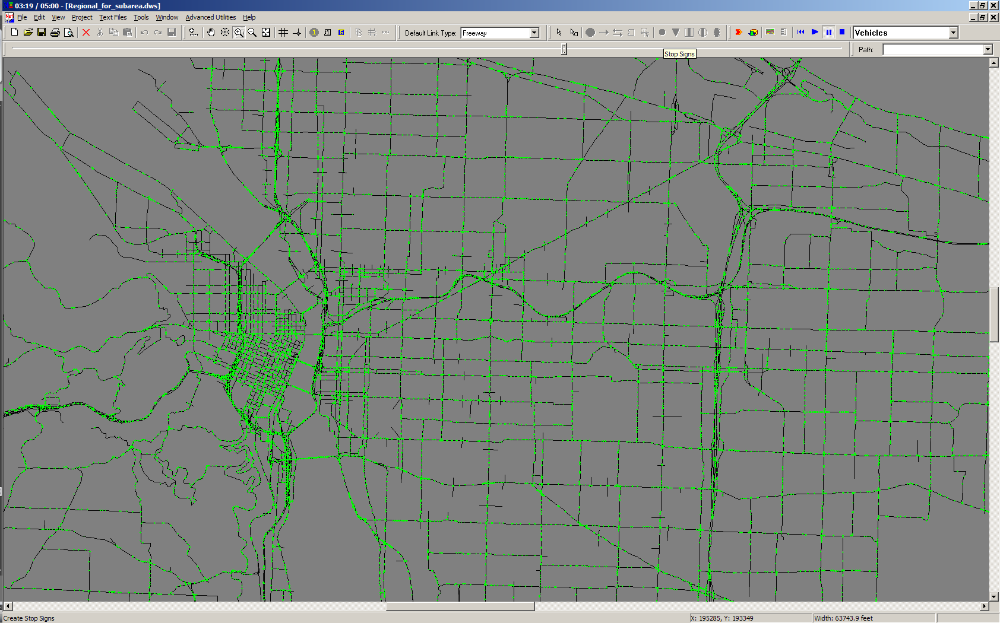 03:19 / 05:00 - [Regional_for_subarea.dws]
File Edit View Project Text Files Tools Window Advanced Utilities Help
Default Link Type: Freeway
Vehicles
Stop Signs
Path:
Create Stop Signs
X: 195285, Y: 193349
Width: 63743.9 feet